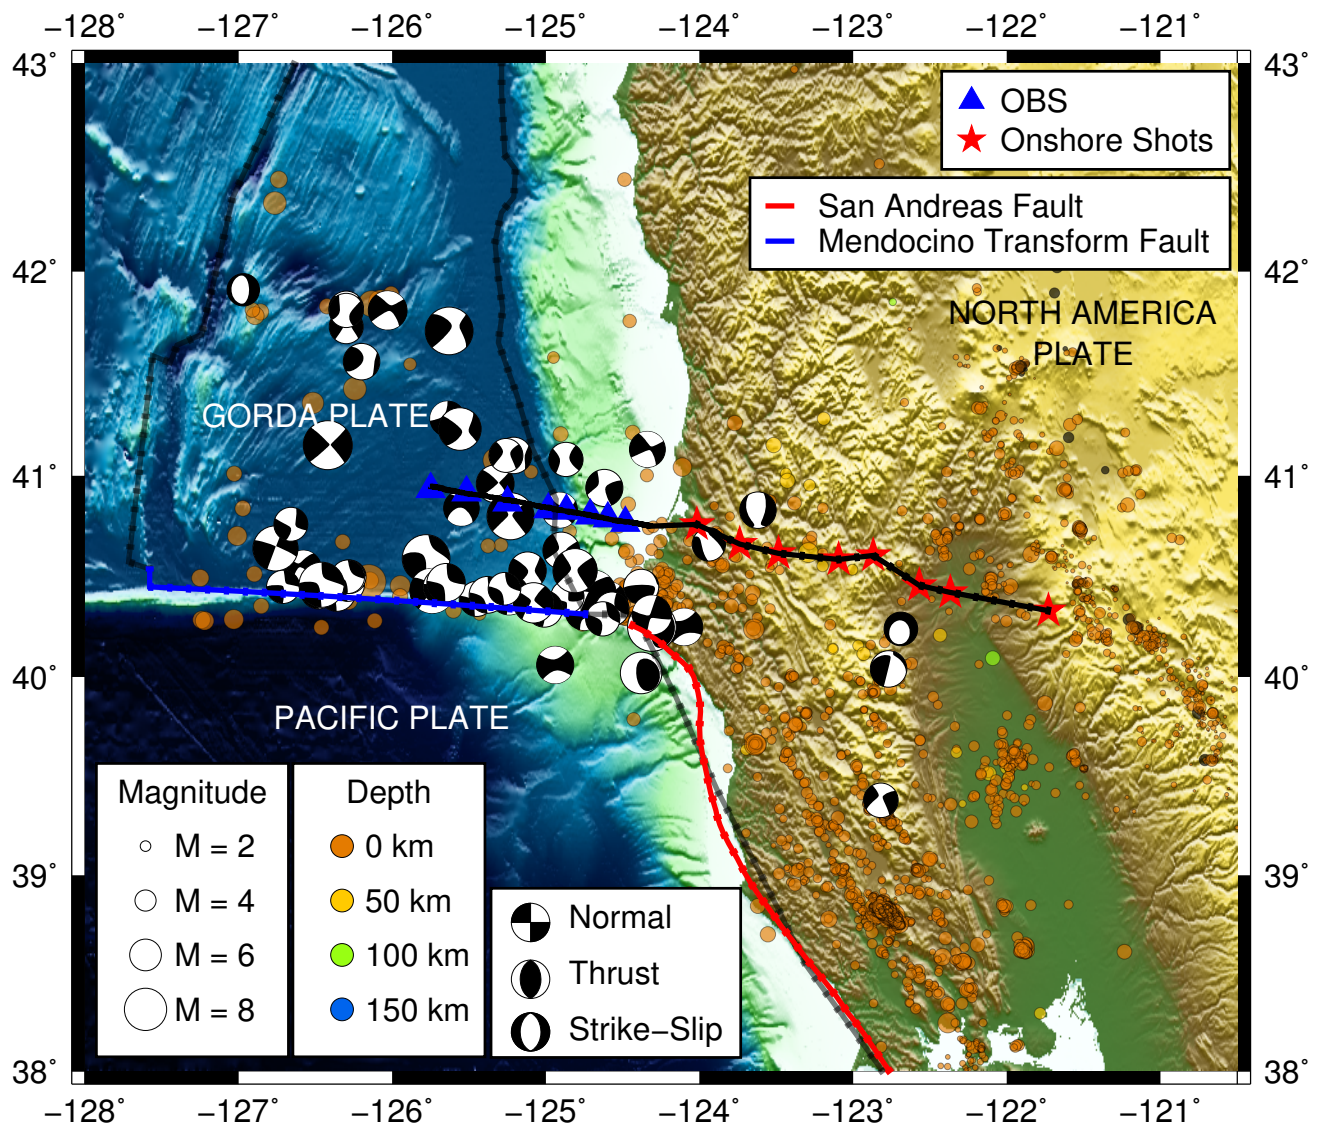 −128˚ −127˚ −126˚ −125˚ −124˚ −123˚ −122˚ −121˚
43˚ 43˚
OBS
Onshore Shots
San Andreas Fault
Mendocino Transform Fault
42˚ 42˚
NORTH AMERICA
PLATE
GORDA PLATE
41˚ 41˚
40˚ 40˚
PACIFIC PLATE
Magnitude
M = 2
M = 4
M = 6
M = 8
Depth
0 km
50 km
100 km
150 km
39˚ 39˚
Normal
Thrust
Strike−Slip
38˚ 38˚
−128˚ −127˚ −126˚ −125˚ −124˚ −123˚ −122˚ −121˚